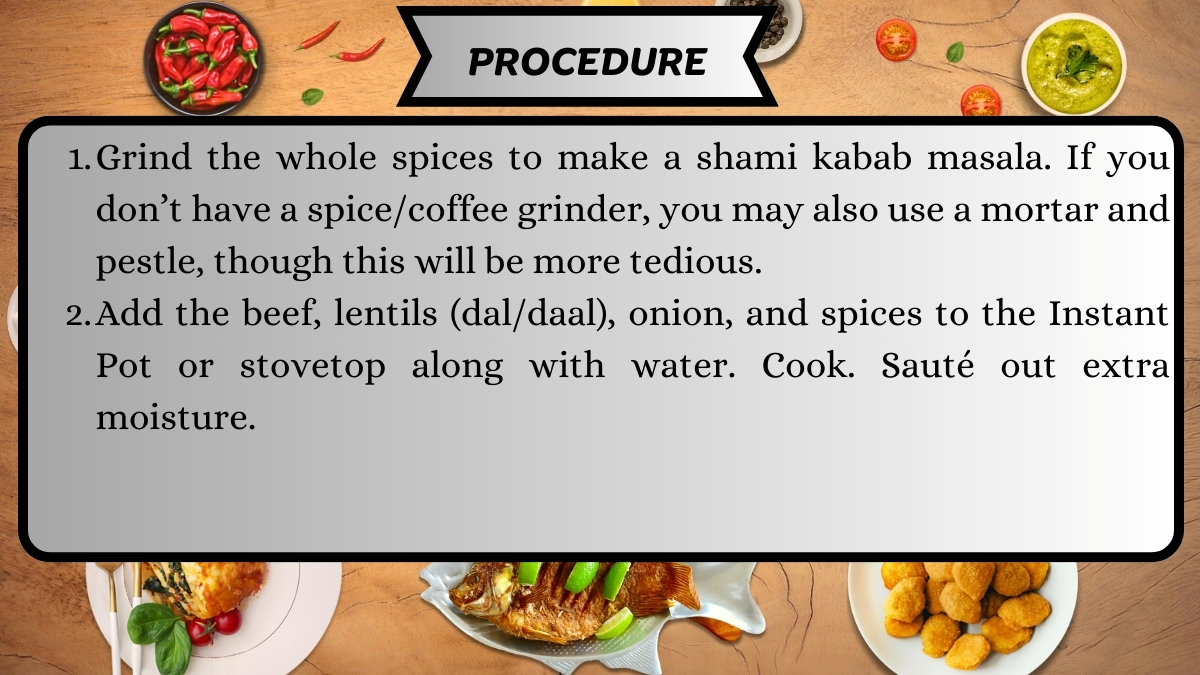 PROCEDURE
1. Grind the whole spices to make a shami kabab masala. If you
don’t have a spice/coffee grinder, you may also use a mortar and
pestle, though this will be more tedious.
2. Add the beef, lentils (dal/daal), onion, and spices to the Instant
Pot or stovetop along with water. Cook. Sauté out extra
moisture.